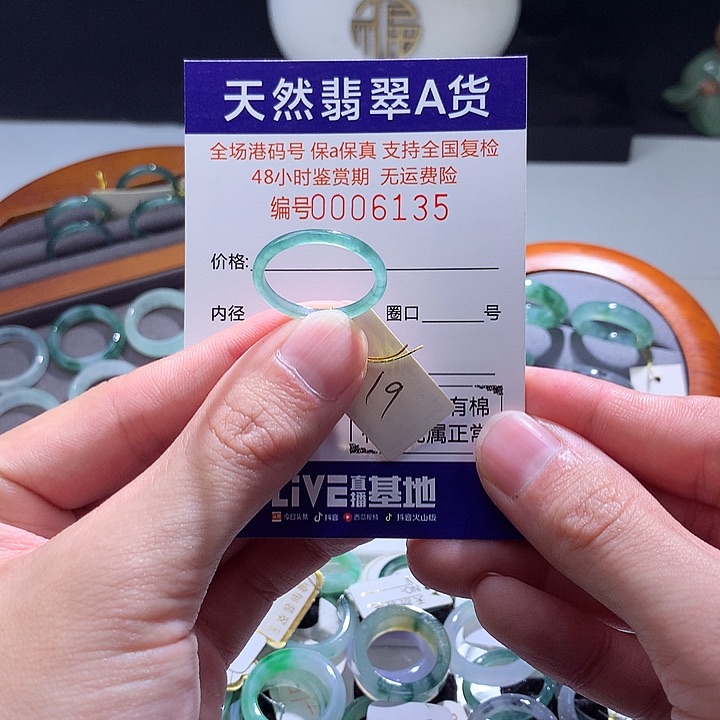 天然翡翠A货
全场港码号 保a保真 支持全国复检
48小时鉴赏期 无运费险
编号0006135
价格:
内径 圈口 号
19
有棉
属正常
LiVE直播基地
今日头条 抖音 西瓜视频 抖音火山版